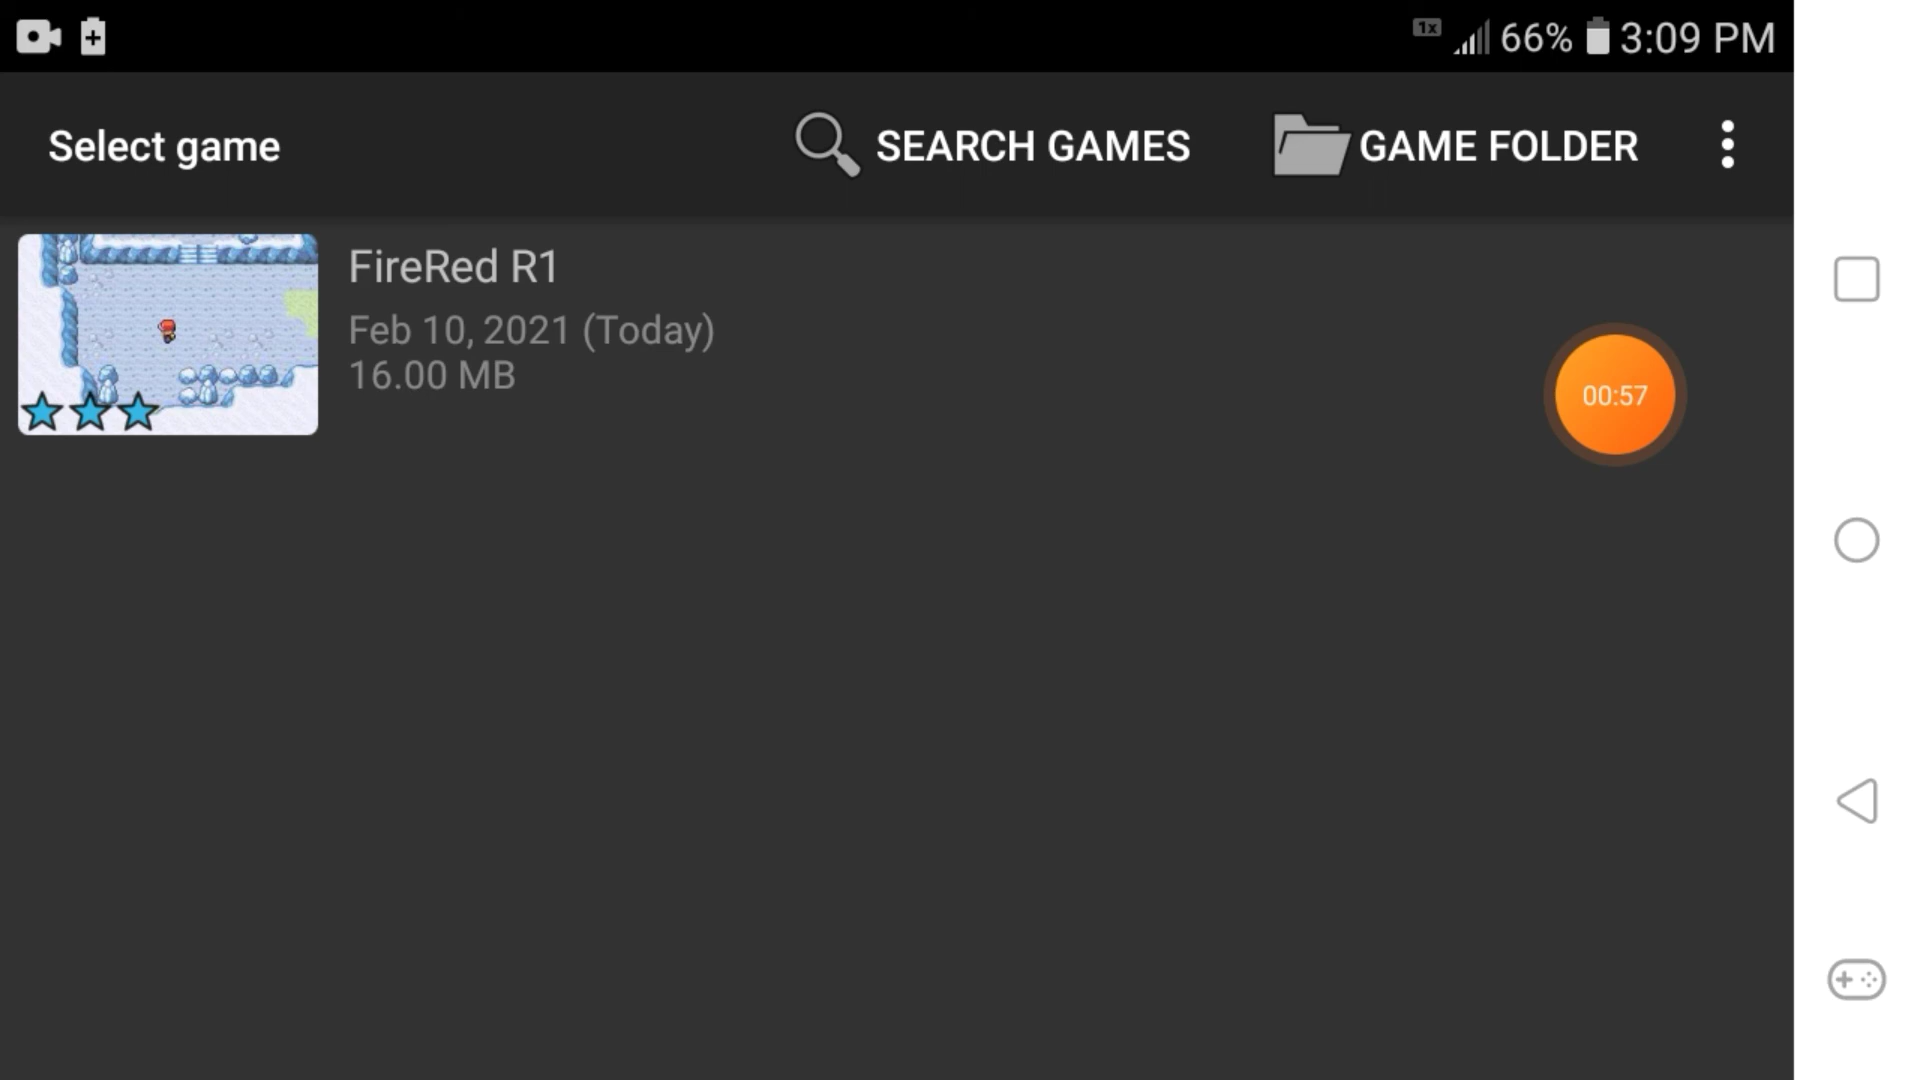 1x 66% 3:09 PM
Select game
SEARCH GAMES
GAME FOLDER
FireRed R1
Feb 10, 2021 (Today)
16.00 MB
00:57